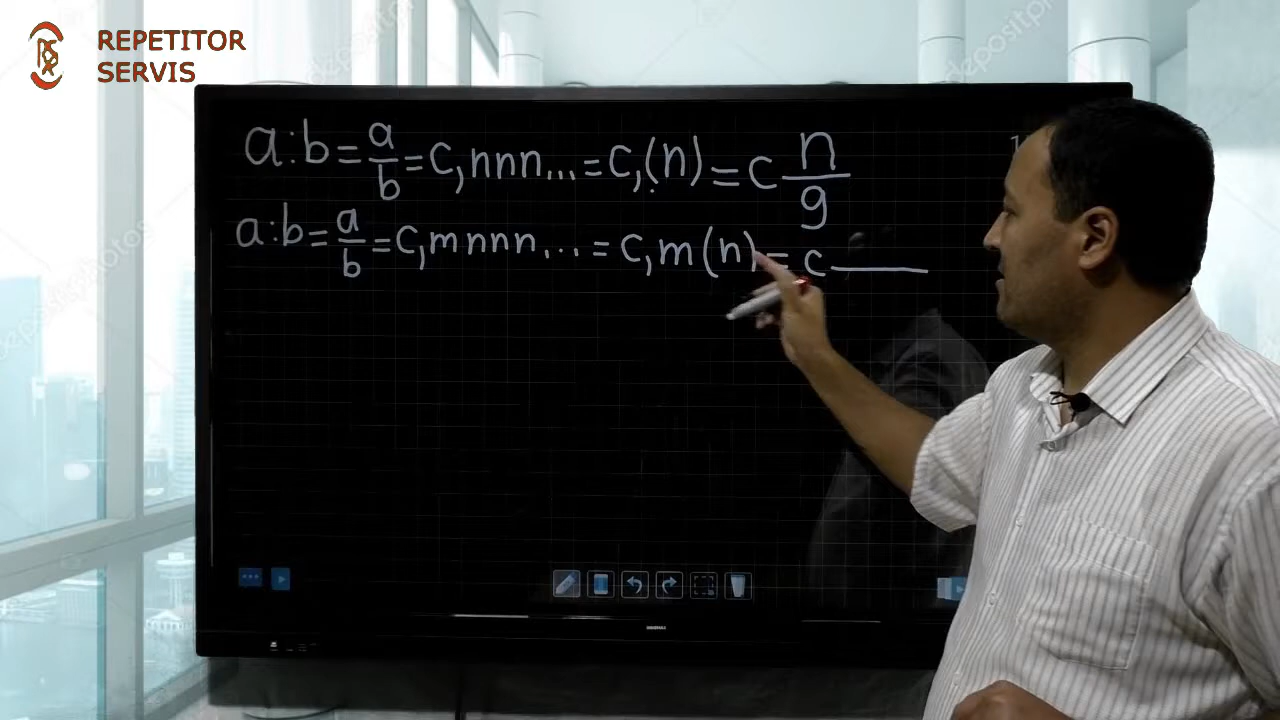 REPETITOR
SERVIS
a:b=a/b=c,nnn...=c,(n)=c n/9
a:b=a/b=c,mnnn...=c,m(n)=c